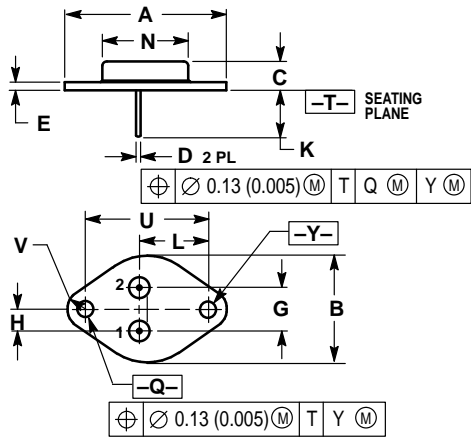 A
N
C
E
–T– SEATING PLANE
K
D 2 PL
⌖ ∅ 0.13 (0.005) Ⓜ T Q Ⓜ Y Ⓜ
U
V
L
–Y–
2
H
G
B
1
–Q–
⌖ ∅ 0.13 (0.005) Ⓜ T Y Ⓜ